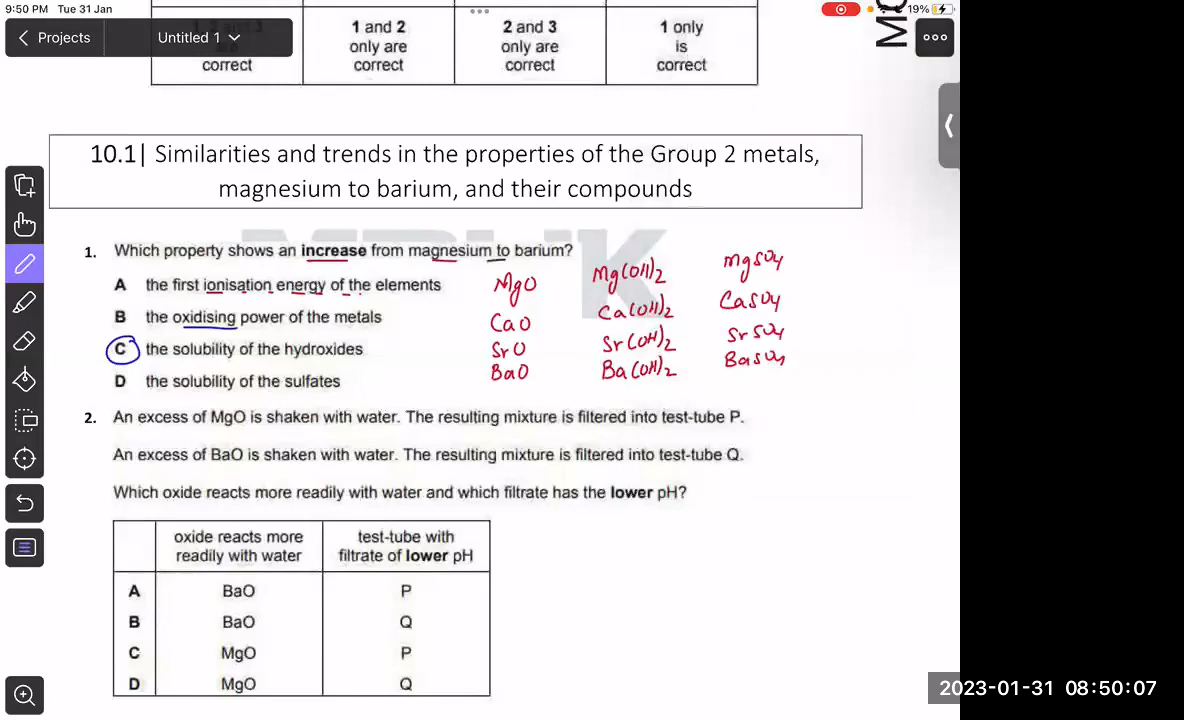 9:50 PM Tue 31 Jan
19%
Projects
Untitled 1
correct
1 and 2
only are
correct
2 and 3
only are
correct
1 only
is
correct
10.1| Similarities and trends in the properties of the Group 2 metals,
magnesium to barium, and their compounds
1. Which property shows an increase from magnesium to barium?
A the first ionisation energy of the elements
B the oxidising power of the metals
C the solubility of the hydroxides
D the solubility of the sulfates
MgO Mg(OH)2 MgSO4
CaO Ca(OH)2 CaSO4
SrO Sr(OH)2 SrSO4
BaO Ba(OH)2 BaSO4
2. An excess of MgO is shaken with water. The resulting mixture is filtered into test-tube P.
An excess of BaO is shaken with water. The resulting mixture is filtered into test-tube Q.
Which oxide reacts more readily with water and which filtrate has the lower pH?
oxide reacts more
readily with water
test-tube with
filtrate of lower pH
A BaO P
B BaO Q
C MgO P
D MgO Q
2023-01-31 08:50:07